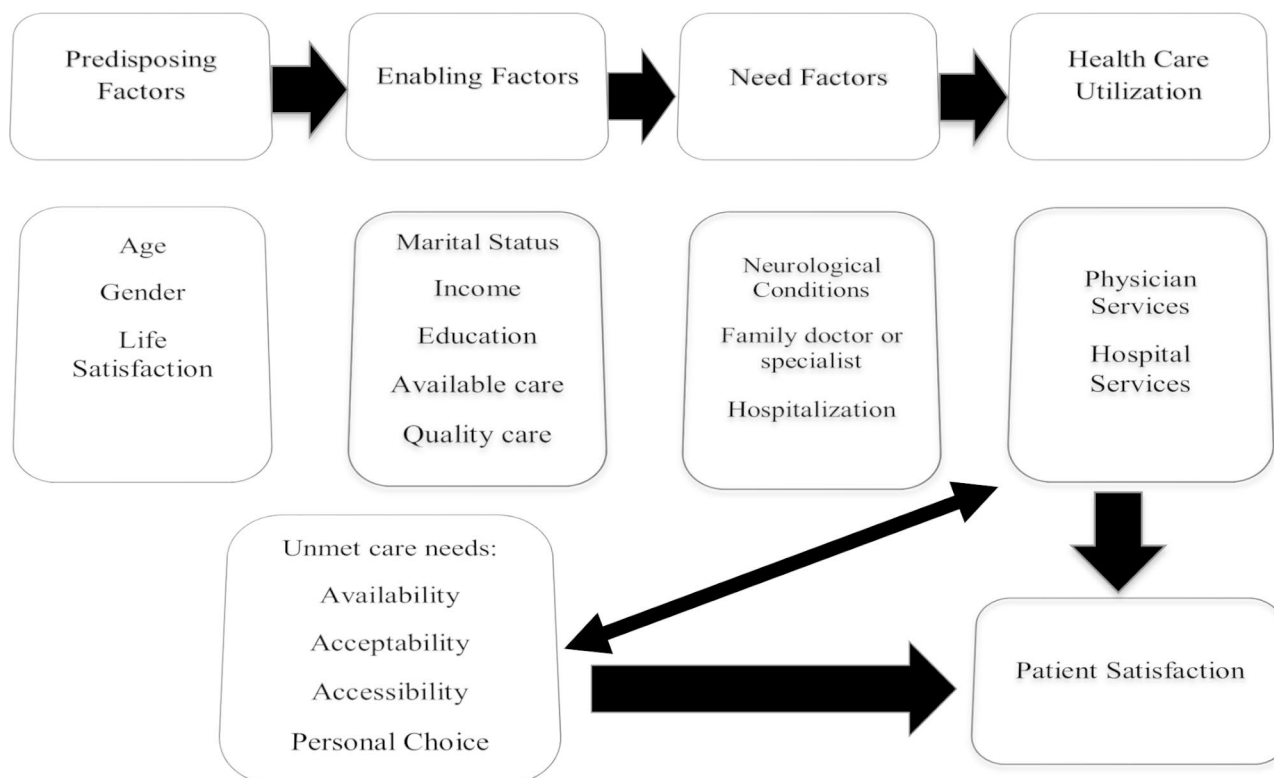 Predisposing
Factors
Enabling Factors
Need Factors
Health Care
Utilization
Age
Gender
Life
Satisfaction
Marital Status
Income
Education
Available care
Quality care
Neurological
Conditions
Family doctor or
specialist
Hospitalization
Physician
Services
Hospital
Services
Unmet care needs:
Availability
Acceptability
Accessibility
Personal Choice
Patient Satisfaction